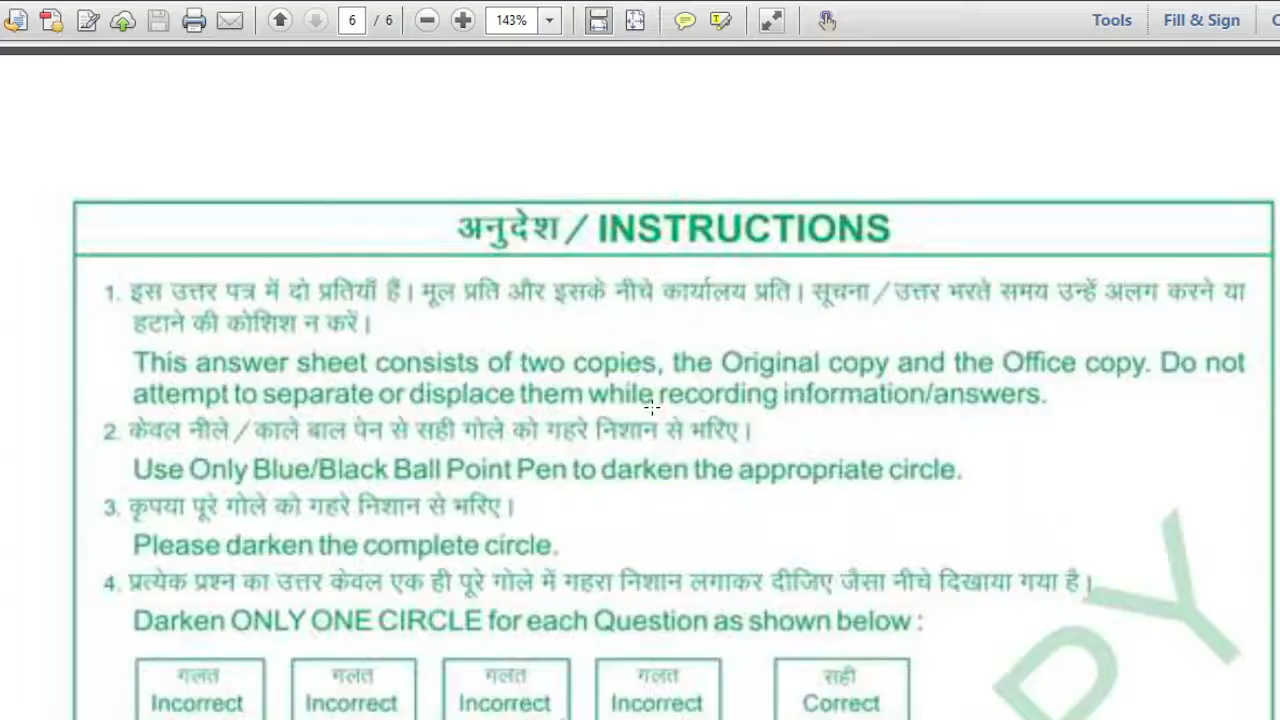 6 / 6 143% Tools Fill & Sign
अनुदेश / INSTRUCTIONS
1. इस उत्तर पत्र में दो प्रतियाँ हैं। मूल प्रति और इसके नीचे कार्यालय प्रति। सूचना/उत्तर भरते समय उन्हें अलग करने या
हटाने की कोशिश न करें।
This answer sheet consists of two copies, the Original copy and the Office copy. Do not
attempt to separate or displace them while recording information/answers.
2. केवल नीले/काले बाल पेन से सही गोले को गहरे निशान से भरिए।
Use Only Blue/Black Ball Point Pen to darken the appropriate circle.
3. कृपया पूरे गोले को गहरे निशान से भरिए।
Please darken the complete circle.
4. प्रत्येक प्रश्न का उत्तर केवल एक ही पूरे गोले में गहरा निशान लगाकर दीजिए जैसा नीचे दिखाया गया है।
Darken ONLY ONE CIRCLE for each Question as shown below :
गलत गलत गलत गलत सही
Incorrect Incorrect Incorrect Incorrect Correct
PY